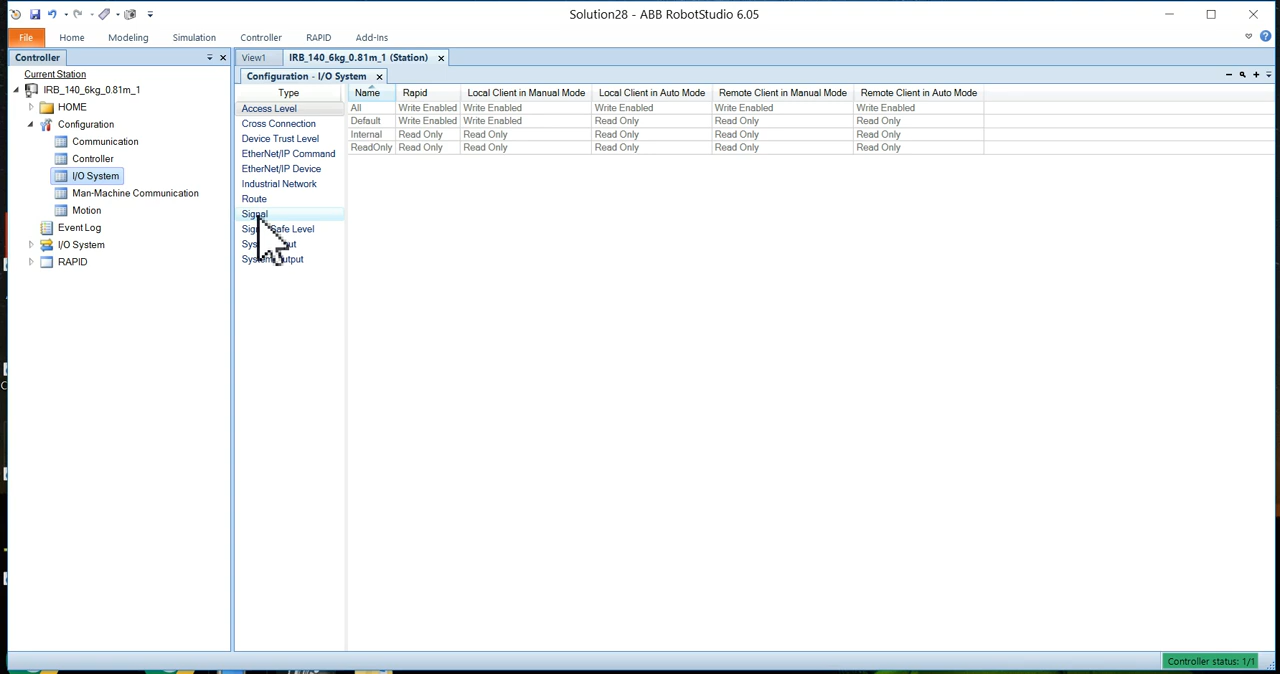 Solution28 - ABB RobotStudio 6.05
File Home Modeling Simulation Controller RAPID Add-Ins
Controller
Current Station
IRB_140_6kg_0.81m_1
HOME
Configuration
Communication
Controller
I/O System
Man-Machine Communication
Motion
Event Log
I/O System
RAPID
View1 IRB_140_6kg_0.81m_1 (Station)
Configuration - I/O System
Type
Access Level
Cross Connection
Device Trust Level
EtherNet/IP Command
EtherNet/IP Device
Industrial Network
Route
Signal
Safe Level
Name Rapid Local Client in Manual Mode Local Client in Auto Mode Remote Client in Manual Mode Remote Client in Auto Mode
All Write Enabled Write Enabled Write Enabled Write Enabled Write Enabled
Default Write Enabled Write Enabled Read Only Read Only Read Only
Internal Read Only Read Only Read Only Read Only Read Only
ReadOnly Read Only Read Only Read Only Read Only Read Only
Controller status: 1/1